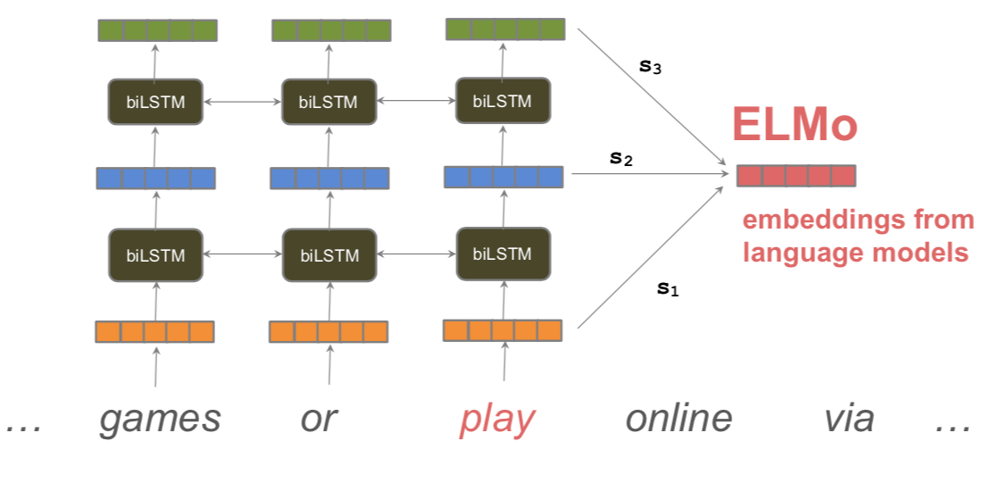 s₃
biLSTM biLSTM biLSTM
ELMo
s₂
embeddings from
language models
biLSTM biLSTM biLSTM
s₁
… games or play online via …